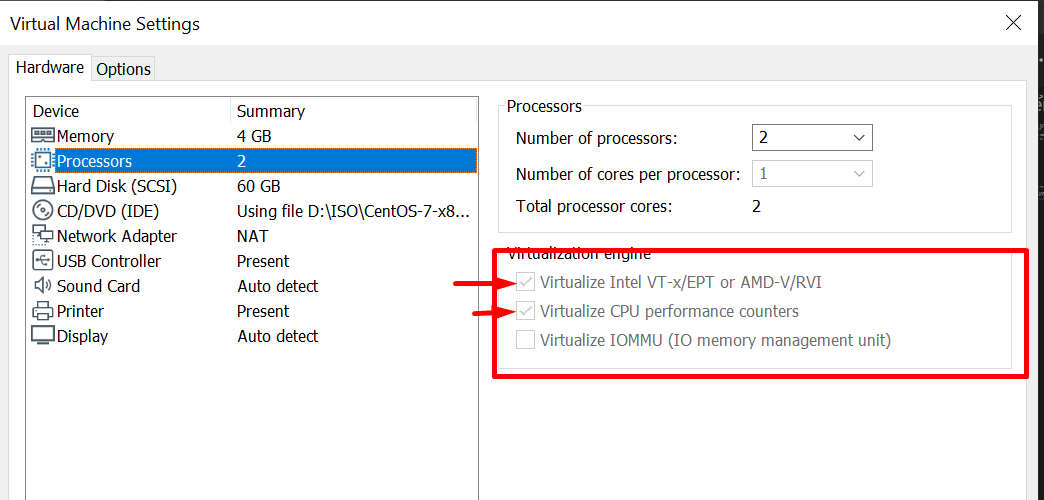 Virtual Machine Settings
Hardware Options
Device Summary
Memory 4 GB
Processors 2
Hard Disk (SCSI) 60 GB
CD/DVD (IDE) Using file D:\ISO\CentOS-7-x8...
Network Adapter NAT
USB Controller Present
Sound Card Auto detect
Printer Present
Display Auto detect
Processors
Number of processors: 2
Number of cores per processor: 1
Total processor cores: 2
Virtualization engine
Virtualize Intel VT-x/EPT or AMD-V/RVI
Virtualize CPU performance counters
Virtualize IOMMU (IO memory management unit)